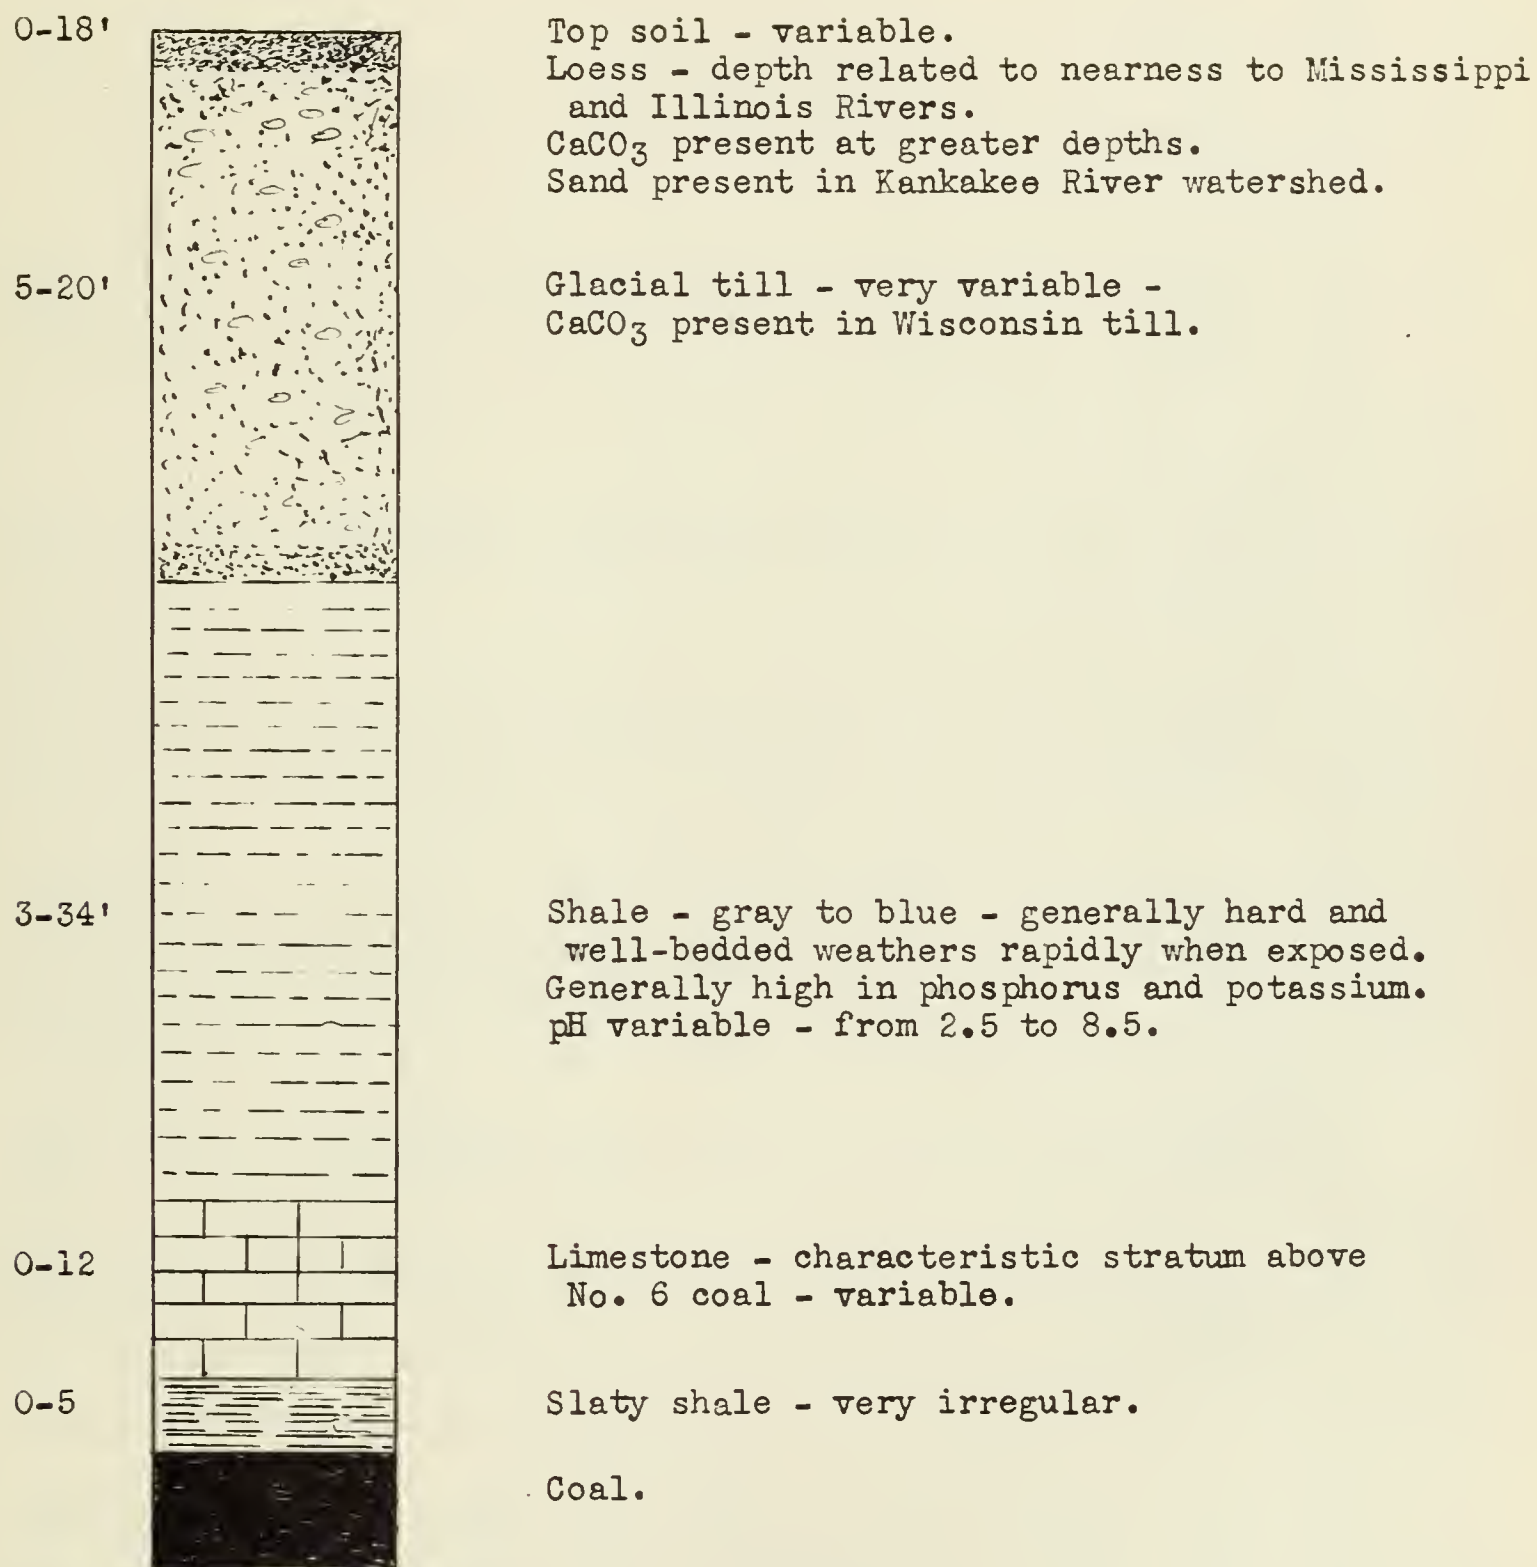 0-18' Top soil - variable.
Loess - depth related to nearness to Mississippi
and Illinois Rivers.
CaCO3 present at greater depths.
Sand present in Kankakee River watershed.
5-20' Glacial till - very variable -
CaCO3 present in Wisconsin till.
3-34' Shale - gray to blue - generally hard and
well-bedded weathers rapidly when exposed.
Generally high in phosphorus and potassium.
pH variable - from 2.5 to 8.5.
0-12 Limestone - characteristic stratum above
No. 6 coal - variable.
0-5 Slaty shale - very irregular.
Coal.